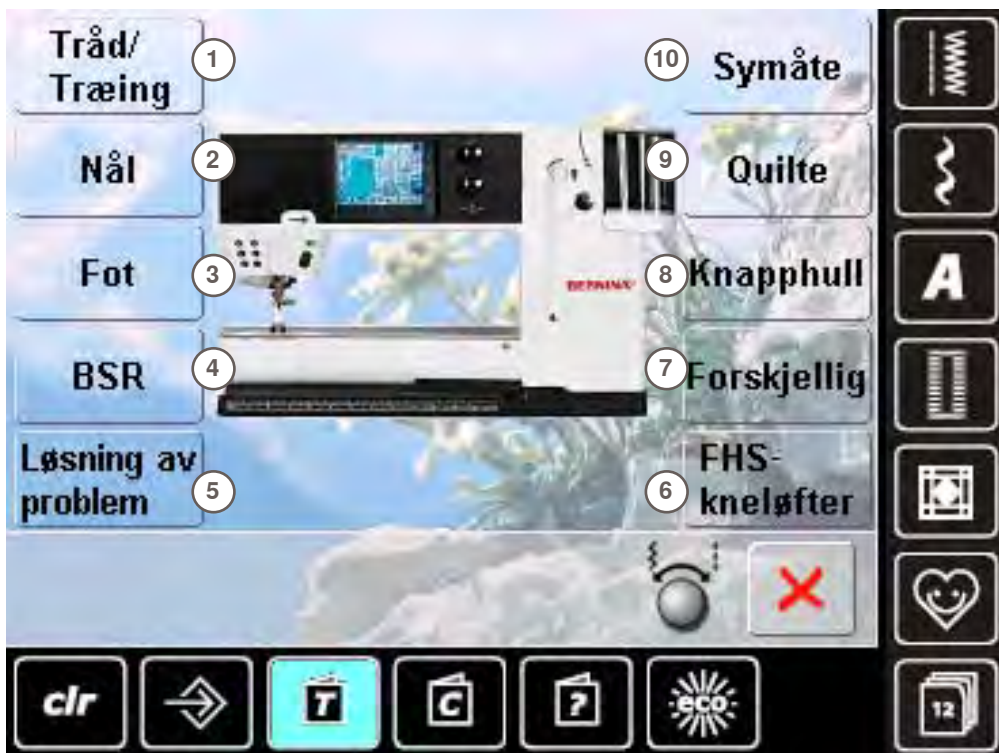 Tråd/
Træing
1
Nål
2
Fot
3
BSR
4
Løsning av
problem
5
10
Symåte
9
Quilte
8
Knapphull
7
Forskjellig
6
FHS-
kneløfter
BERNINA
A
12
clr
T
C
?
eco